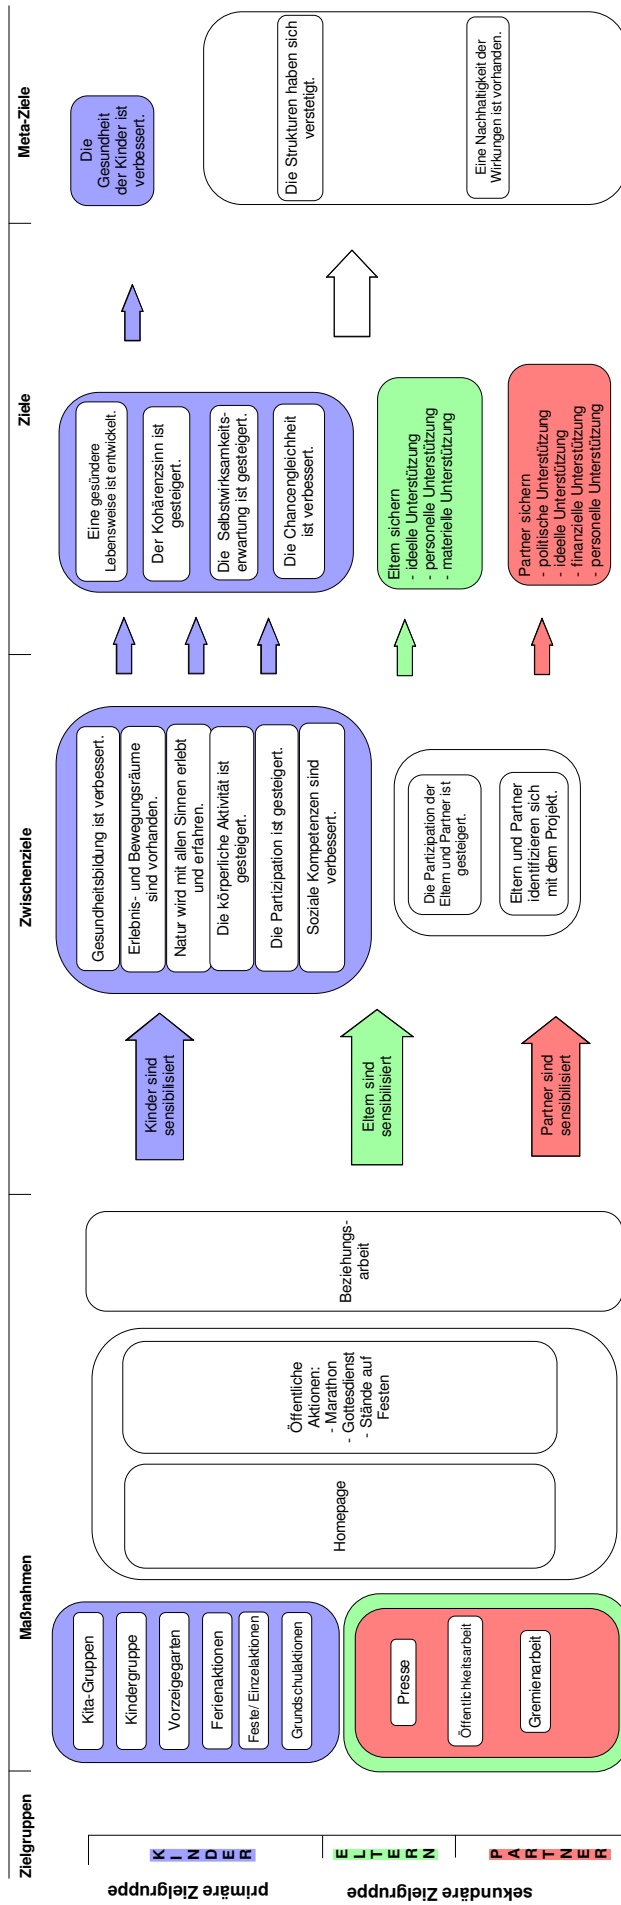 Zielgruppen
Maßnahmen
Zwischenziele
Ziele
Meta-Ziele
primäre Zielgruppe
sekundäre Zielgruppe
KINDER
ELTERN
PARTNER
Kita-Gruppen
Kindergruppe
Vorzeigegarten
Ferienaktionen
Feste/ Einzelaktionen
Grundschulaktionen
Presse
Öffentlichkeitsarbeit
Gremienarbeit
Homepage
Öffentliche
Aktionen:
- Marathon
- Gottesdienst
- Stände auf
Festen
Beziehungs-
arbeit
Kinder sind
sensibilisiert
Eltern sind
sensibilisiert
Partner sind
sensibilisiert
Gesundheitsbildung ist verbessert.
Erlebnis- und Bewegungsräume
sind vorhanden.
Natur wird mit allen Sinnen erlebt
und erfahren.
Die körperliche Aktivität ist
gesteigert.
Die Partizipation ist gesteigert.
Soziale Kompetenzen sind
verbessert.
Die Partizipation der
Eltern und Partner ist
gesteigert.
Eltern und Partner
identifizieren sich
mit dem Projekt.
Eine gesündere
Lebensweise ist entwickelt.
Der Kohärenzsinn ist
gesteigert.
Die Selbstwirksamkeits-
erwartung ist gesteigert.
Die Chancengleichheit
ist verbessert.
Eltern sichern
- ideelle Unterstützung
- personelle Unterstützung
- materielle Unterstützung
Partner sichern
- politische Unterstützung
- ideelle Unterstützung
- finanzielle Unterstützung
- personelle Unterstützung
Die
Gesundheit
der Kinder ist
verbessert.
Die Strukturen haben sich
verstetigt.
Eine Nachhaltigkeit der
Wirkungen ist vorhanden.